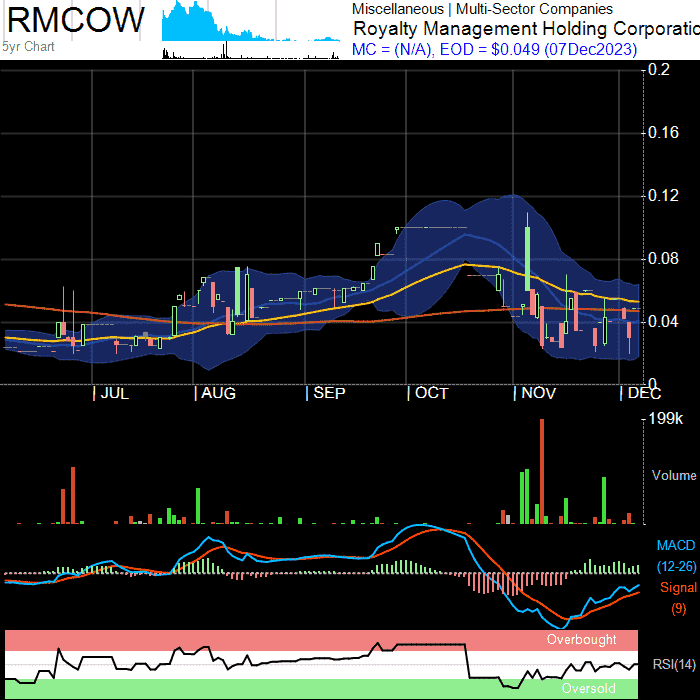 RMCOW
5yr Chart
Miscellaneous | Multi-Sector Companies
Royalty Management Holding Corporatio
MC = (N/A), EOD = $0.049 (07Dec2023)
0.2
0.16
0.12
0.08
0.04
0
| JUL | AUG | SEP | OCT | NOV | DEC
199k
Volume
MACD
(12-26)
Signal
(9)
Overbought
RSI(14)
Oversold